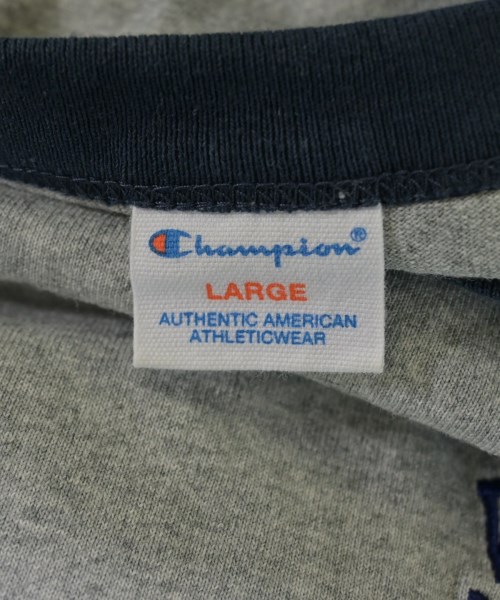 Champion®
LARGE
AUTHENTIC AMERICAN
ATHLETICWEAR